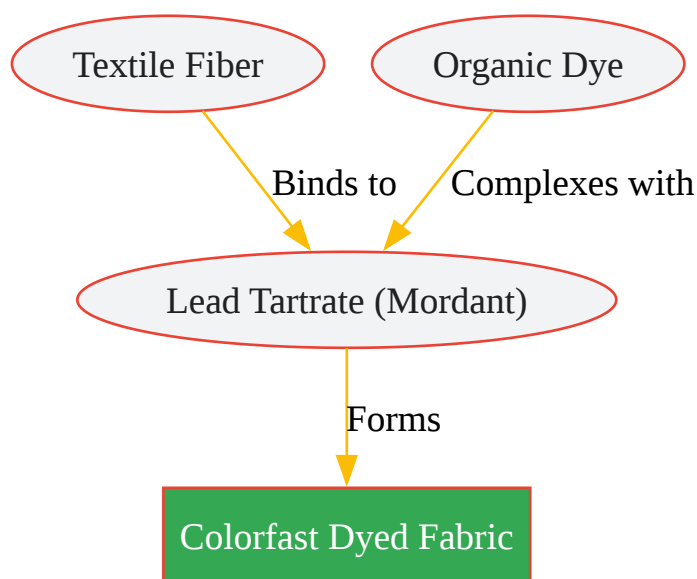 Textile Fiber
Organic Dye
Binds to
Complexes with
Lead Tartrate (Mordant)
Forms
Colorfast Dyed Fabric